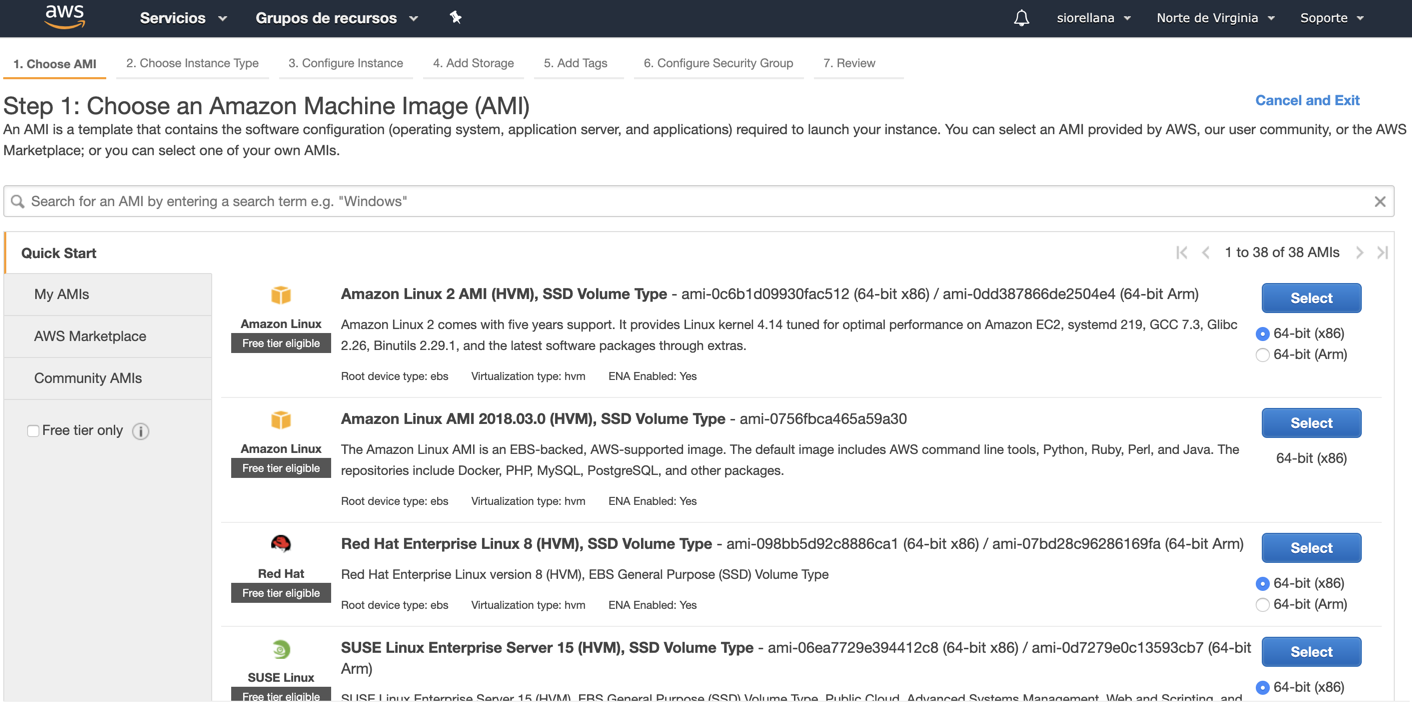 aws
Servicios
Grupos de recursos
siorellana
Norte de Virginia
Soporte
1. Choose AMI
2. Choose Instance Type
3. Configure Instance
4. Add Storage
5. Add Tags
6. Configure Security Group
7. Review
Step 1: Choose an Amazon Machine Image (AMI)
Cancel and Exit
An AMI is a template that contains the software configuration (operating system, application server, and applications) required to launch your instance. You can select an AMI provided by AWS, our user community, or the AWS
Marketplace; or you can select one of your own AMIs.
Search for an AMI by entering a search term e.g. "Windows"
Quick Start
My AMIs
AWS Marketplace
Community AMIs
Free tier only
1 to 38 of 38 AMIs
Amazon Linux
Free tier eligible
Amazon Linux 2 AMI (HVM), SSD Volume Type - ami-0c6b1d09930fac512 (64-bit x86) / ami-0dd387866de2504e4 (64-bit Arm)
Amazon Linux 2 comes with five years support. It provides Linux kernel 4.14 tuned for optimal performance on Amazon EC2, systemd 219, GCC 7.3, Glibc
2.26, Binutils 2.29.1, and the latest software packages through extras.
Root device type: ebs Virtualization type: hvm ENA Enabled: Yes
Select
64-bit (x86)
64-bit (Arm)
Amazon Linux
Free tier eligible
Amazon Linux AMI 2018.03.0 (HVM), SSD Volume Type - ami-0756fbca465a59a30
The Amazon Linux AMI is an EBS-backed, AWS-supported image. The default image includes AWS command line tools, Python, Ruby, Perl, and Java. The
repositories include Docker, PHP, MySQL, PostgreSQL, and other packages.
Root device type: ebs Virtualization type: hvm ENA Enabled: Yes
Select
64-bit (x86)
Red Hat
Free tier eligible
Red Hat Enterprise Linux 8 (HVM), SSD Volume Type - ami-098bb5d92c8886ca1 (64-bit x86) / ami-07bd28c96286169fa (64-bit Arm)
Red Hat Enterprise Linux version 8 (HVM), EBS General Purpose (SSD) Volume Type
Root device type: ebs Virtualization type: hvm ENA Enabled: Yes
Select
64-bit (x86)
64-bit (Arm)
SUSE Linux
Free tier eligible
SUSE Linux Enterprise Server 15 (HVM), SSD Volume Type - ami-06ea7729e394412c8 (64-bit x86) / ami-0d7279e0c13593cb7 (64-bit
Arm)
SUSE Linux Enterprise Server 15 (HVM), EBS General Purpose (SSD) Volume Type, Public Cloud, Advanced Systems Management, Web and Scripting, and
Select
64-bit (x86)